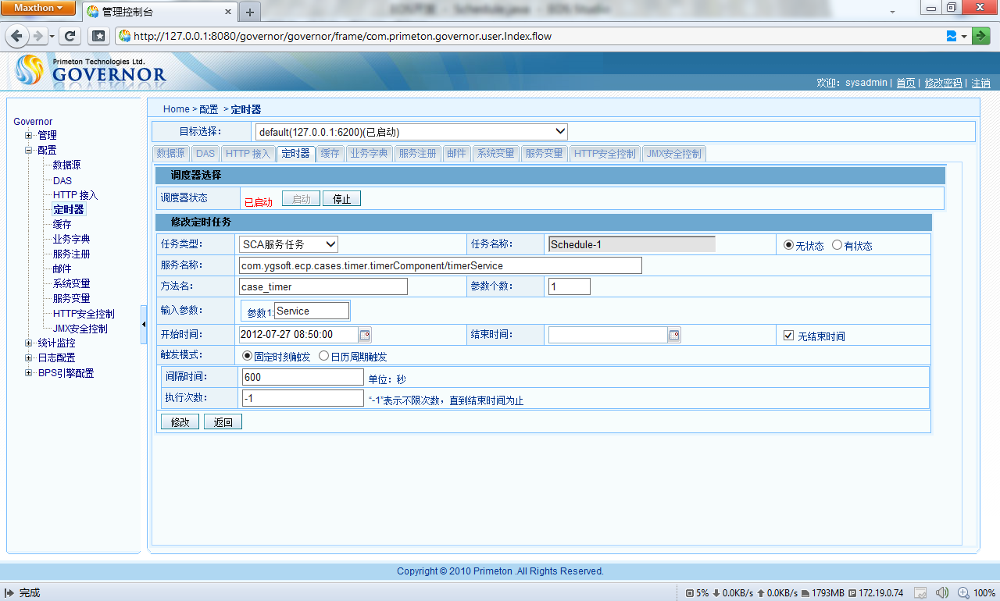 Maxthon
管理控制台
http://127.0.0.1:8080/governor/governor/frame/com.primeton.governor.user.Index.flow
Primeton Technologies Ltd.
GOVERNOR
欢迎：sysadmin | 首页 | 修改密码 | 注销
Governor
管理
配置
数据源
DAS
HTTP 接入
定时器
缓存
业务字典
服务注册
邮件
系统变量
服务变量
HTTP安全控制
JMX安全控制
统计监控
日志配置
BPS引擎配置
Home > 配置 > 定时器
目标选择： default(127.0.0.1:6200)(已启动)
数据源 DAS HTTP 接入 定时器 缓存 业务字典 服务注册 邮件 系统变量 服务变量 HTTP安全控制 JMX安全控制
调度器选择
调度器状态 已启动 启动 停止
修改定时任务
任务类型： SCA服务任务 任务名称： Schedule-1 无状态 有状态
服务名称： com.ygsoft.ecp.cases.timer.timerComponent/timerService
方法名： case_timer 参数个数： 1
输入参数： 参数1: Service
开始时间： 2012-07-27 08:50:00 结束时间： 无结束时间
触发模式： 固定时刻触发 日历周期触发
间隔时间： 600 单位：秒
执行次数： -1 “-1”表示不限次数，直到结束时间为止
修改 返回
Copyright © 2010 Primeton .All Rights Reserved.
完成 5% 0.0KB/s 0.0KB/s 1793MB 172.19.0.74 100%